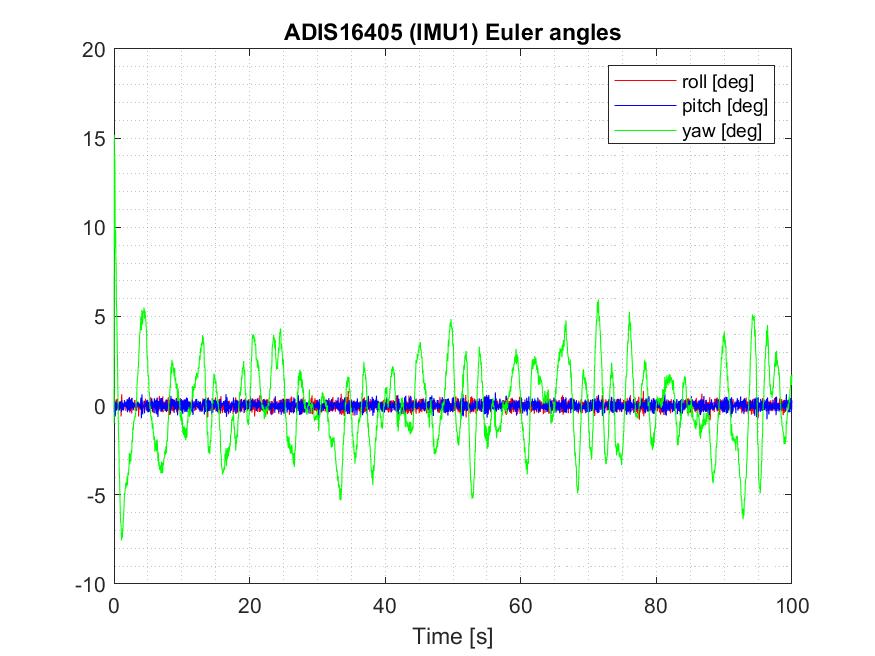 ADIS16405 (IMU1) Euler angles
20
15
10
5
0
-5
-10
roll [deg]
pitch [deg]
yaw [deg]
0 20 40 60 80 100
Time [s]